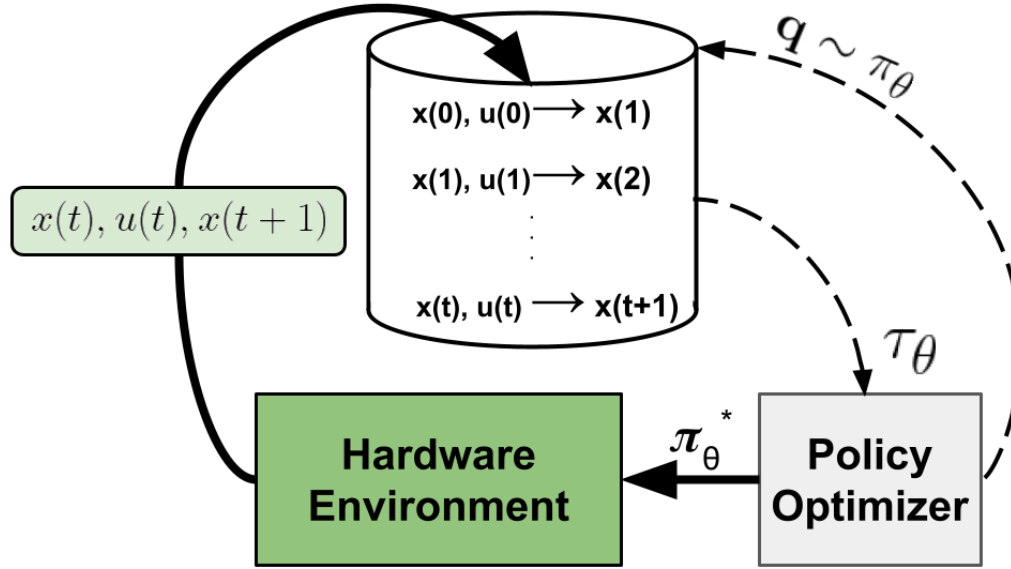 q ∼ π_θ
x(0), u(0) → x(1)
x(1), u(1) → x(2)
x(t), u(t), x(t + 1)
⋮
x(t), u(t) → x(t+1)
τ_θ
Hardware
Environment
π_θ^*
Policy
Optimizer